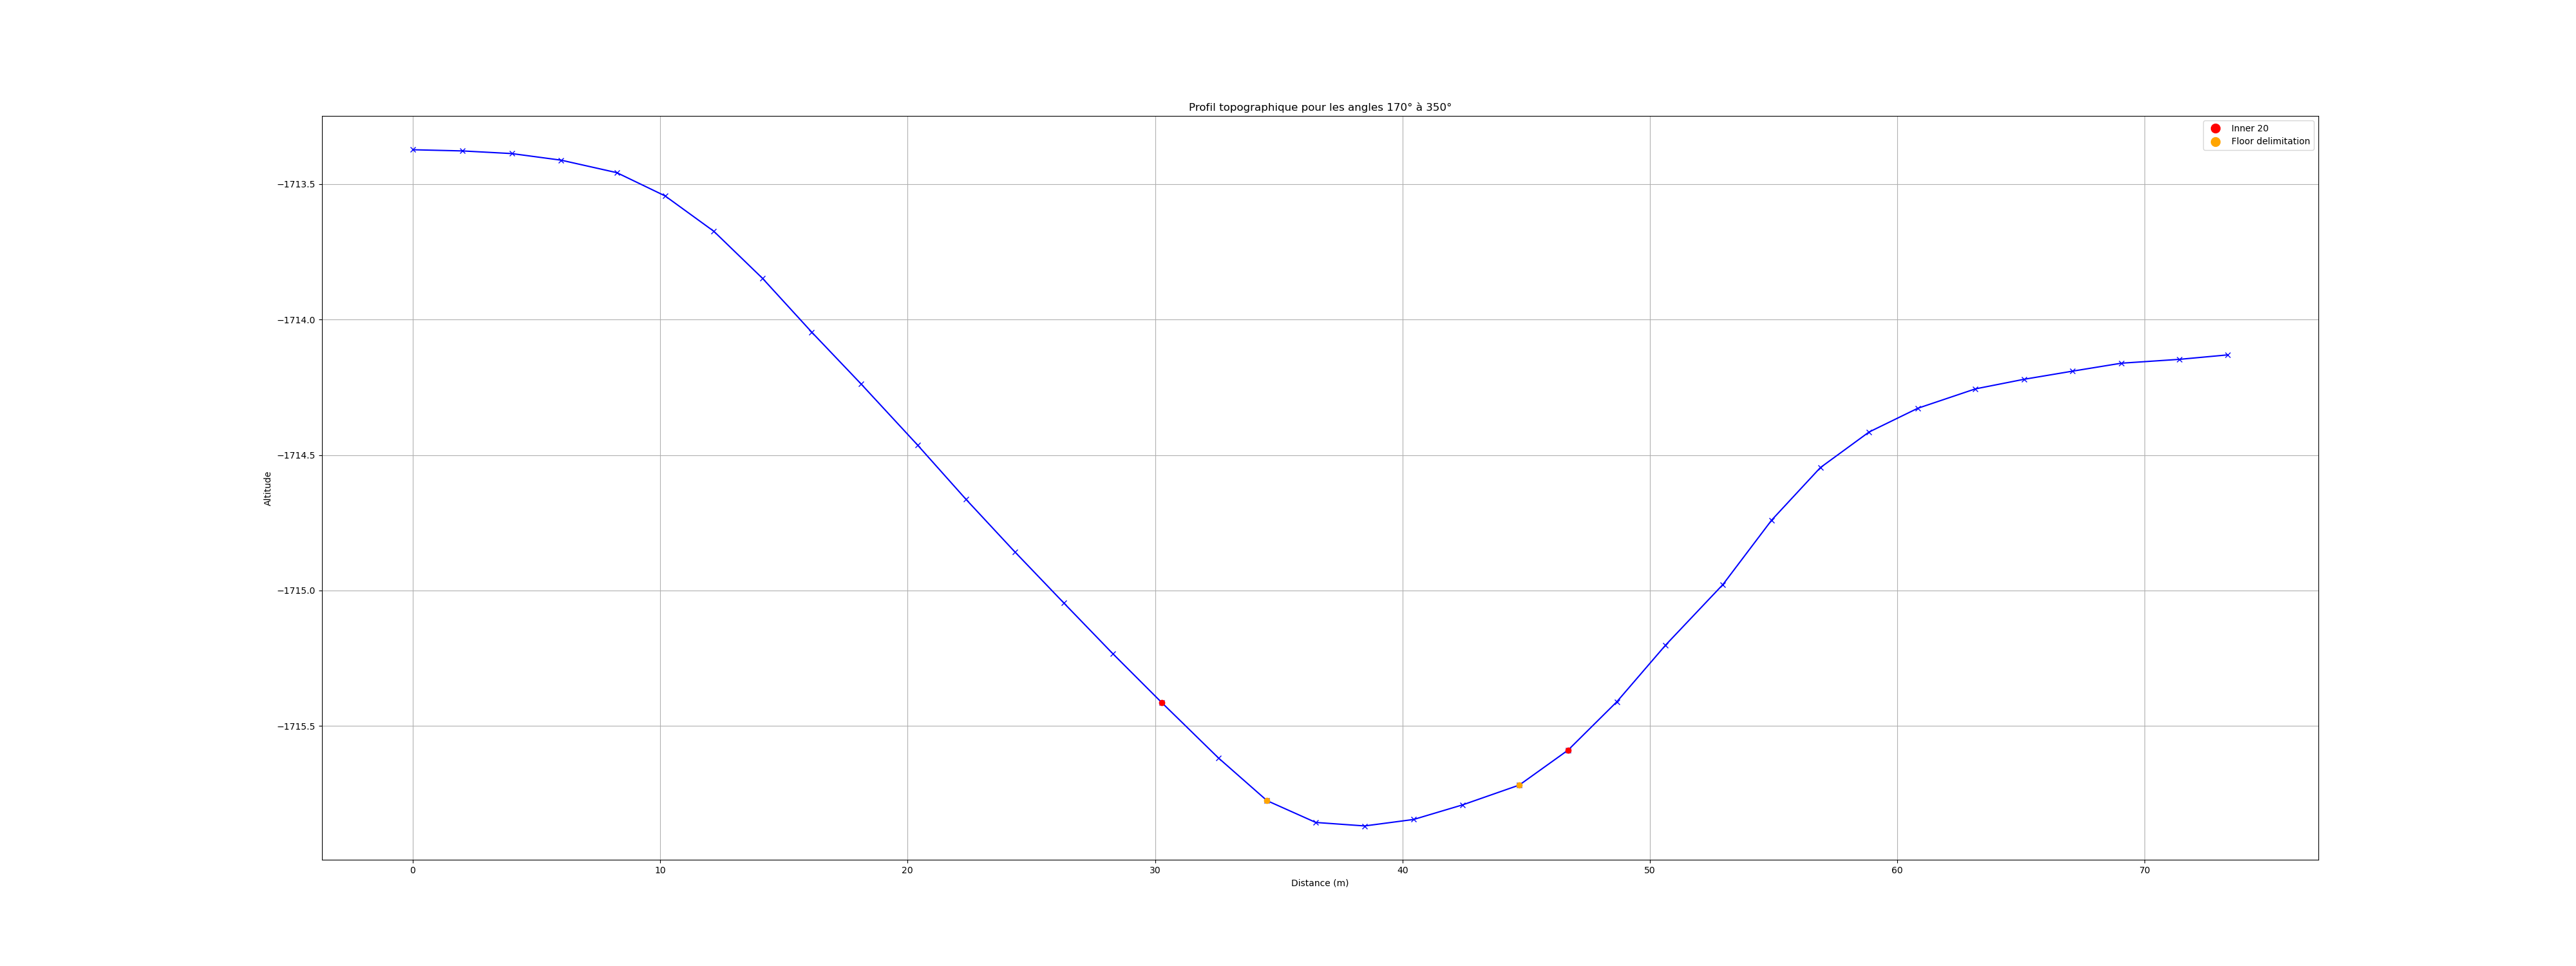 Profil topographique pour les angles 170° à 350°
Inner 20
Floor delimitation
−1713.5
−1714.0
−1714.5
−1715.0
−1715.5
Altitude
0 10 20 30 40 50 60 70
Distance (m)